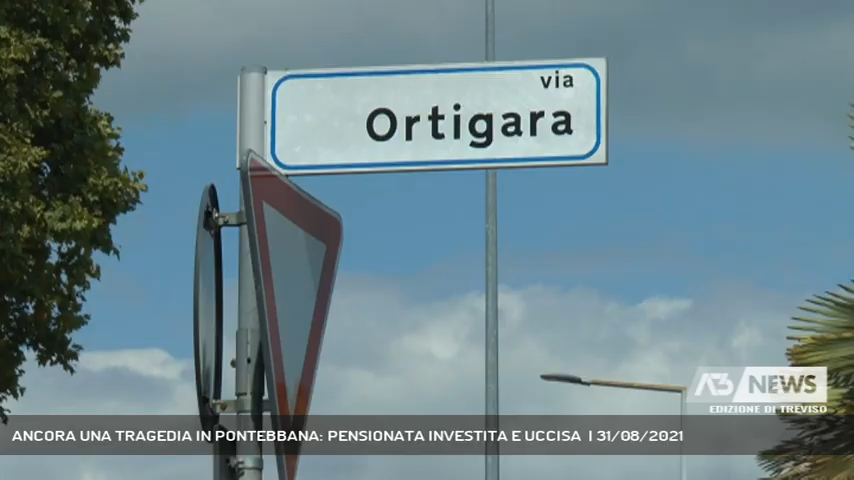 via
Ortigara
A3 NEWS
EDIZIONE DI TREVISO
ANCORA UNA TRAGEDIA IN PONTEBBANA: PENSIONATA INVESTITA E UCCISA | 31/08/2021